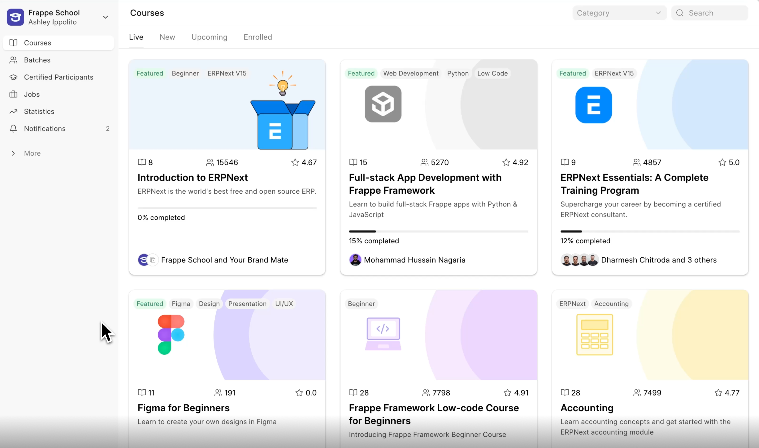 Frappe School
Ashley Ippolito
Courses
Batches
Certified Participants
Jobs
Statistics
Notifications 2
More
Courses
Category
Search
Live New Upcoming Enrolled
Featured Beginner ERPNext V15
8 15546 4.67
Introduction to ERPNext
ERPNext is the world's best free and open source ERP.
0% completed
Frappe School and Your Brand Mate
Featured Web Development Python Low Code
15 5270 4.92
Full-stack App Development with
Frappe Framework
Learn to build full-stack Frappe apps with Python &
JavaScript
15% completed
Mohammad Hussain Nagaria
Featured ERPNext V15
9 4857 5.0
ERPNext Essentials: A Complete
Training Program
Supercharge your career by becoming a certified
ERPNext consultant.
12% completed
Dharmesh Chitroda and 3 others
Featured Figma Design Presentation UI/UX
11 191 0.0
Figma for Beginners
Learn to create your own designs in Figma
Beginner
28 7798 4.91
Frappe Framework Low-code Course
for Beginners
Introducing Frappe Framework Beginner Course
ERPNext Accounting
28 7499 4.77
Accounting
Learn accounting concepts and get started with the
ERPNext accounting module